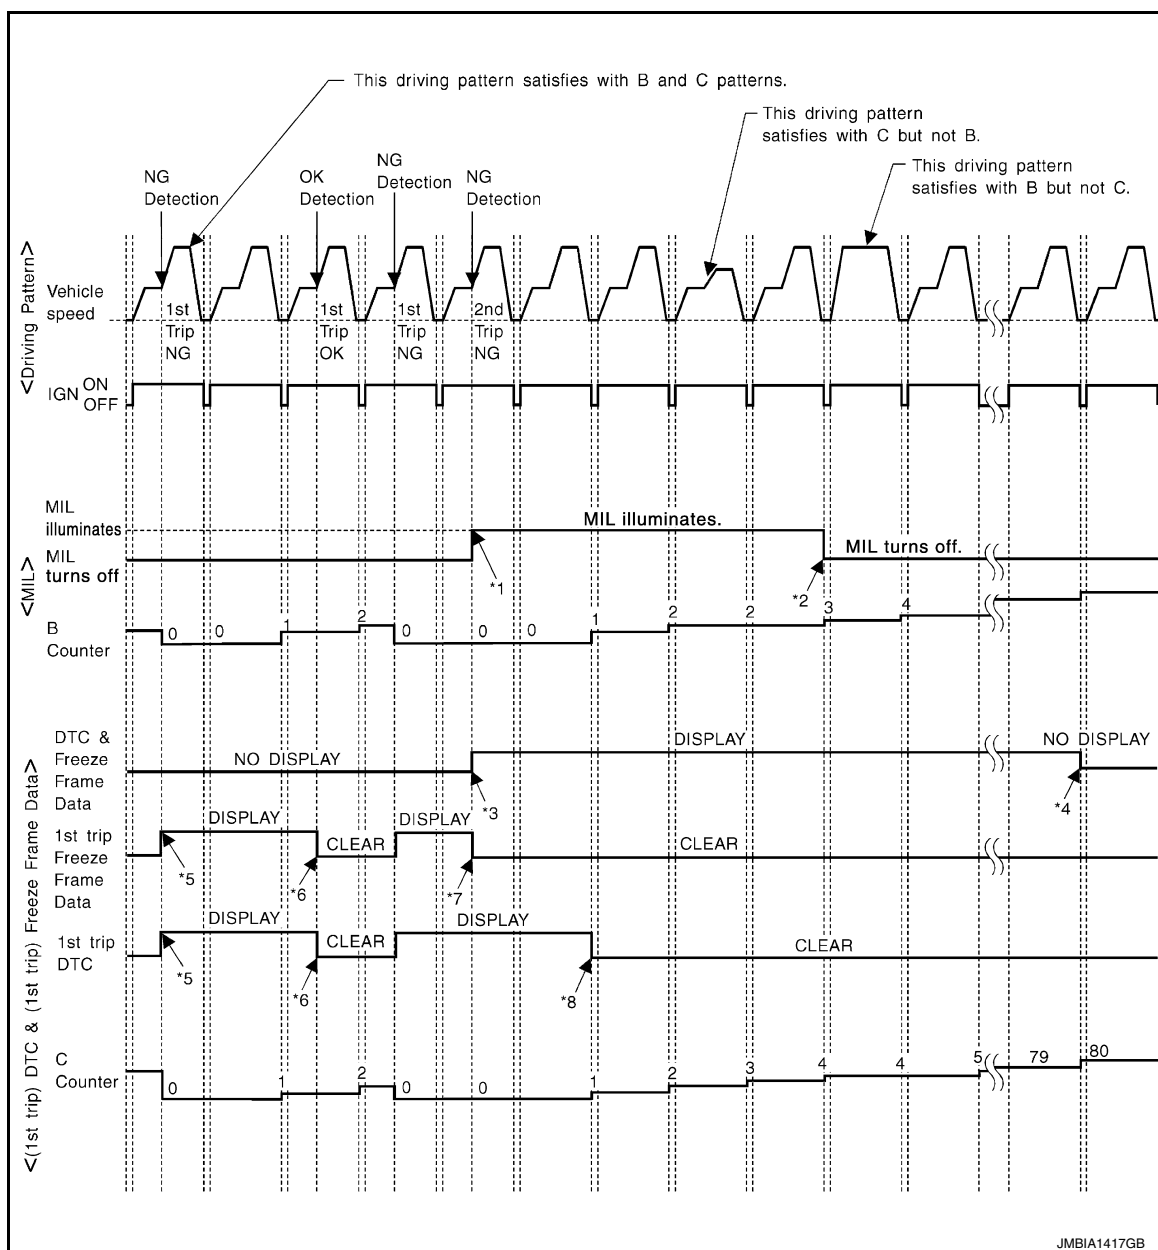 This driving pattern satisfies with B and C patterns.
This driving pattern
satisfies with C but not B.
This driving pattern
satisfies with B but not C.
NG
Detection
OK
Detection
NG
Detection
NG
Detection
<Driving Pattern>
Vehicle
speed
1st
Trip
NG
1st
Trip
OK
1st
Trip
NG
2nd
Trip
NG
IGN ON
OFF
<MIL>
MIL
illuminates
MIL
turns off
MIL illuminates.
MIL turns off.
*1
*2
B
Counter
0 0 1 2 0 0 0 1 2 2 3 4
<(1st trip) DTC & (1st trip) Freeze Frame Data>
DTC &
Freeze
Frame
Data
NO DISPLAY
DISPLAY
NO DISPLAY
*3
*4
1st trip
Freeze
Frame
Data
DISPLAY
CLEAR
DISPLAY
CLEAR
*5
*6
*7
1st trip
DTC
DISPLAY
CLEAR
DISPLAY
CLEAR
*5
*6
*8
C
Counter
0 1 2 0 0 1 2 3 4 4 5 79 80
JMBIA1417GB